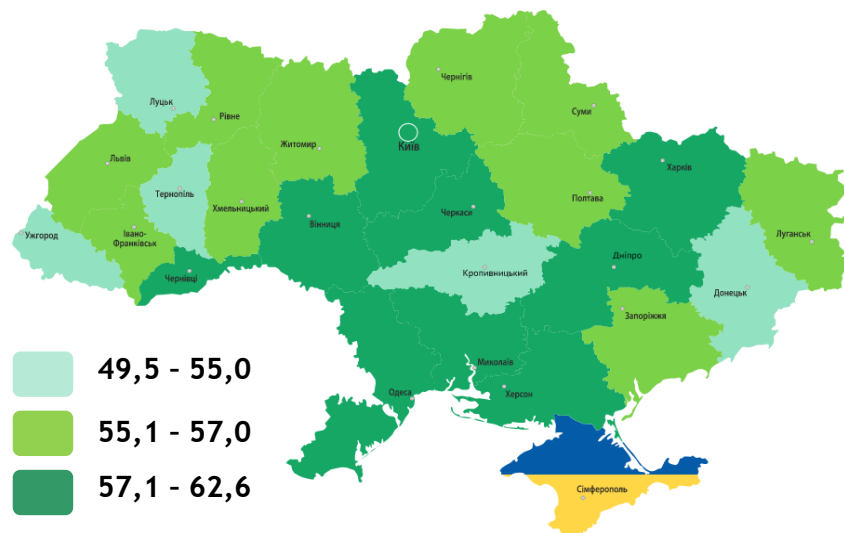 Чернігів
Луцьк
Рівне
Суми
Житомир
Київ
Львів
Харків
Тернопіль
Хмельницький
Полтава
Черкаси
Вінниця
Івано-
Франківськ
Ужгород
Луганськ
Чернівці
Кропивницький
Дніпро
Донецьк
Запоріжжя
Миколаїв
Одеса
Херсон
49,5 - 55,0
55,1 - 57,0
57,1 - 62,6
Сімферополь